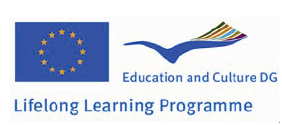 Education and Culture DG
Lifelong Learning Programme